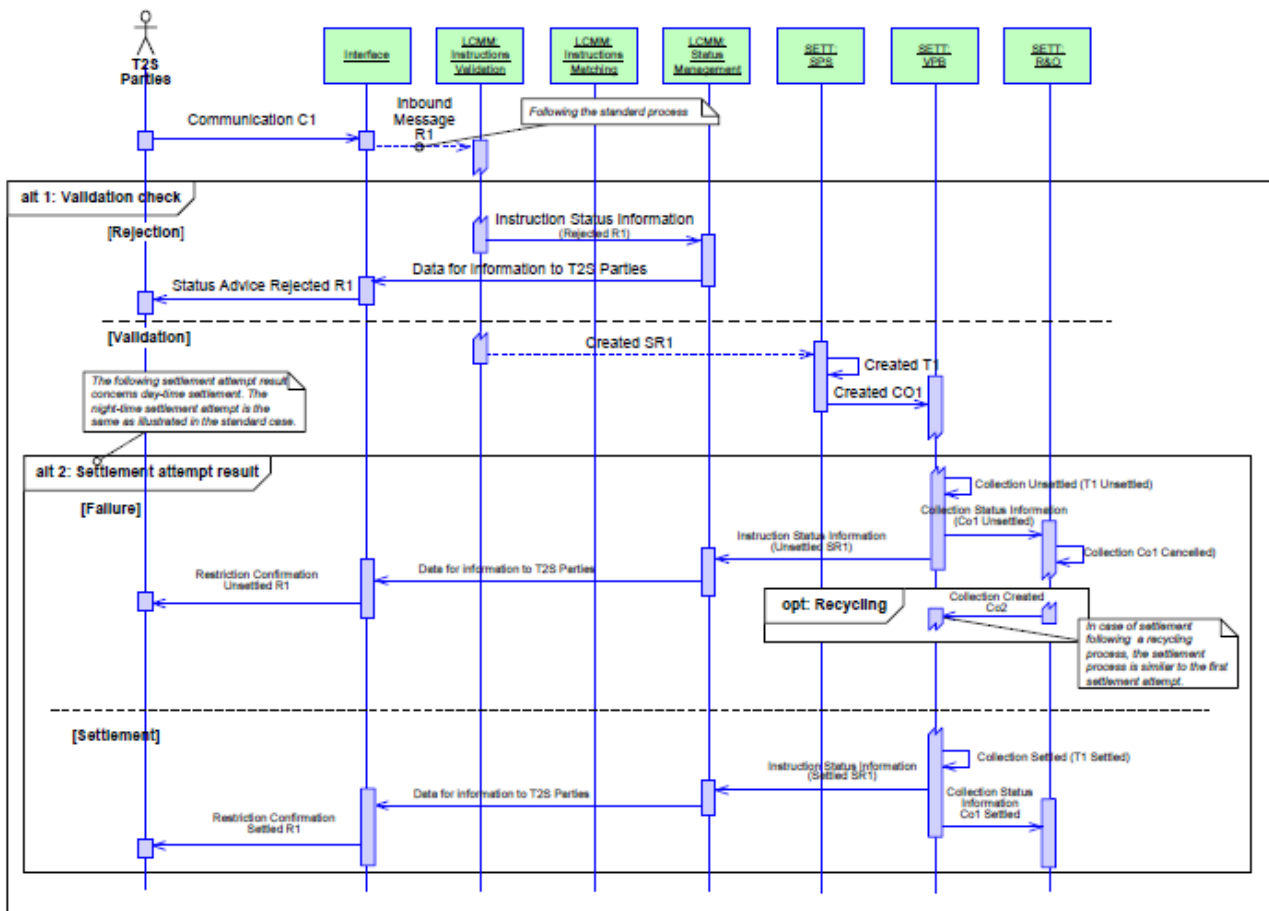 T2S
Parties
Interface
LCMM:
Instructions
Validation
LCMM:
Instructions
Matching
LCMM:
Status
Management
SETT:
SPS
SETT:
VPB
SETT:
R&O
Communication C1
Inbound
Message
R1
Following the standard process
alt 1: Validation check
[Rejection]
Instruction Status Information
(Rejected R1)
Data for information to T2S Parties
Status Advice Rejected R1
[Validation]
Created SR1
Created T1
Created CO1
The following settlement attempt result
concerns day-time settlement. The
night-time settlement attempt is the
same as illustrated in the standard case.
alt 2: Settlement attempt result
[Failure]
Collection Unsettled (T1 Unsettled)
Collection Status Information
(Co1 Unsettled)
Instruction Status Information
(Unsettled SR1)
Collection Co1 Cancelled)
Data for information to T2S Parties
Restriction Confirmation
Unsettled R1
opt: Recycling
Collection Created
Co2
In case of settlement
following a recycling
process, the settlement
process is similar to the first
settlement attempt.
[Settlement]
Collection Settled (T1 Settled)
Instruction Status Information
(Settled SR1)
Data for information to T2S Parties
Collection Status
Information
Co1 Settled
Restriction Confirmation
Settled R1